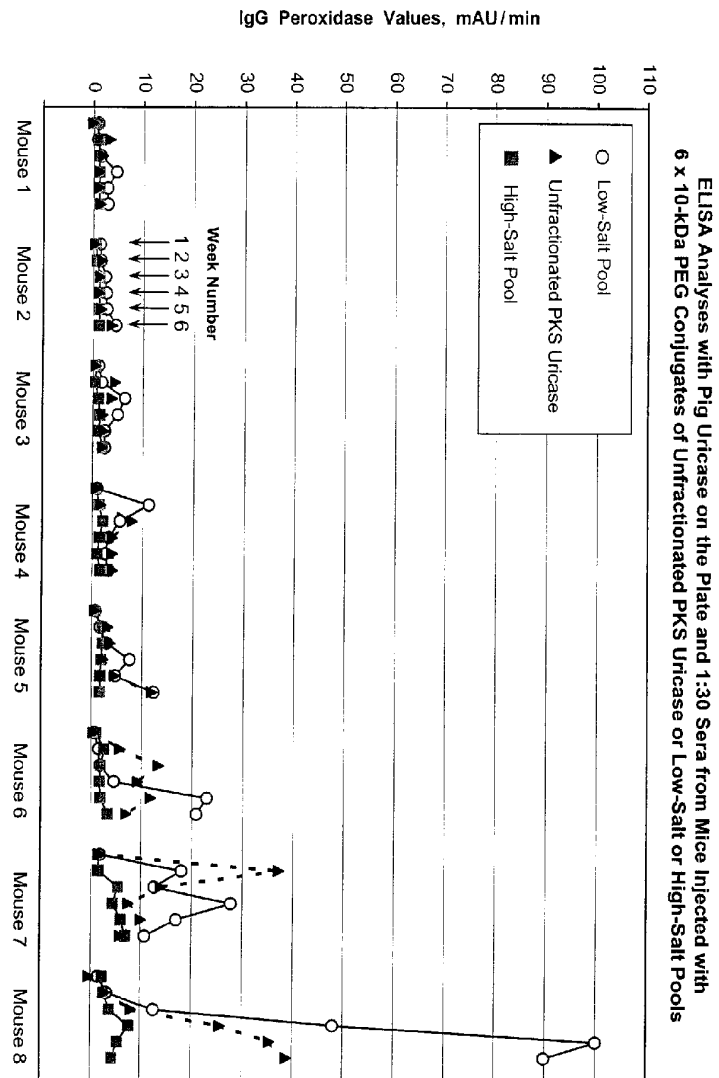 ELISA Analyses with Pig Uricase on the Plate and 1:30 Sera from Mice Injected with
6 x 10-kDa PEG Conjugates of Unfractionated PKS Uricase or Low-Salt or High-Salt Pools
IgG Peroxidase Values, mAU/min
110
100
90
80
70
60
50
40
30
20
10
0
Low-Salt Pool
Unfractionated PKS Uricase
High-Salt Pool
Week Number
1 2 3 4 5 6
Mouse 1
Mouse 2
Mouse 3
Mouse 4
Mouse 5
Mouse 6
Mouse 7
Mouse 8